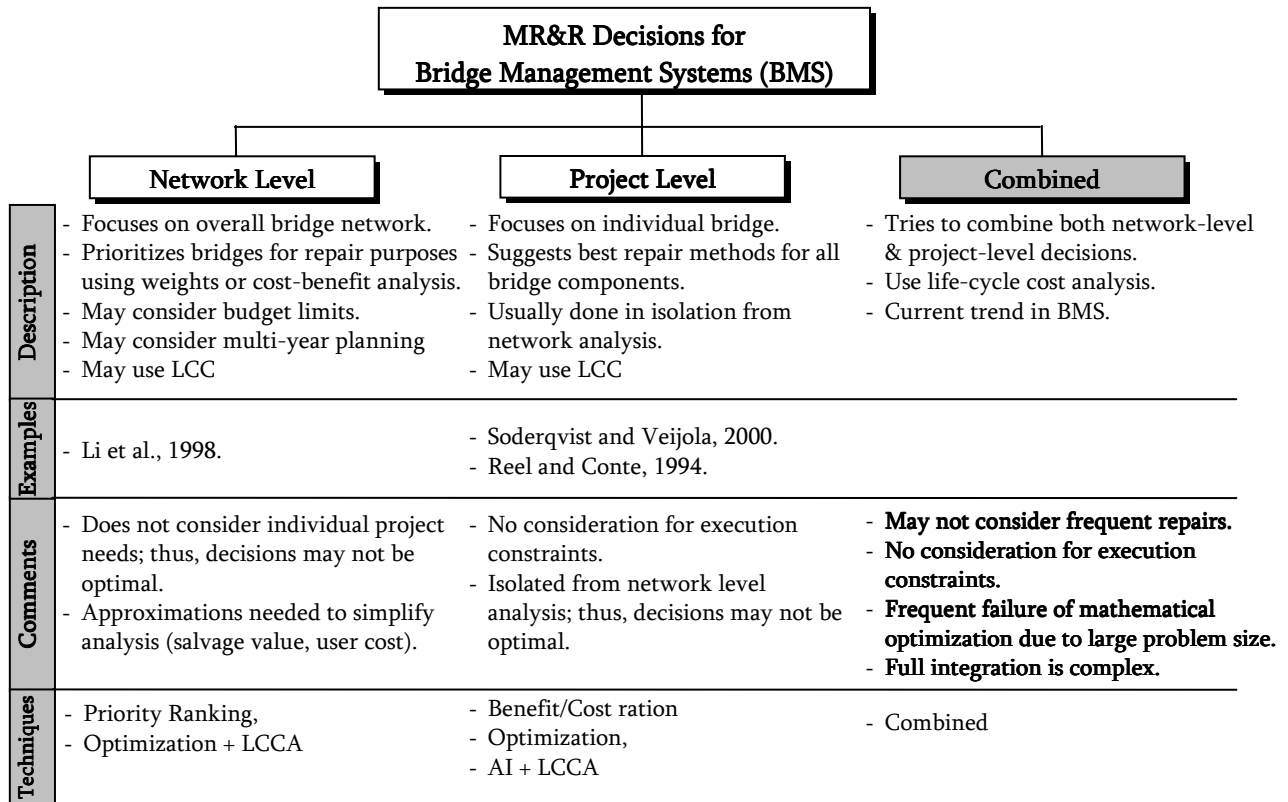 MR&R Decisions for
Bridge Management Systems (BMS)
Network Level
Project Level
Combined
Description
- Focuses on overall bridge network.
- Prioritizes bridges for repair purposes
using weights or cost-benefit analysis.
- May consider budget limits.
- May consider multi-year planning
- May use LCC
- Focuses on individual bridge.
- Suggests best repair methods for all
bridge components.
- Usually done in isolation from
network analysis.
- May use LCC
- Tries to combine both network-level
& project-level decisions.
- Use life-cycle cost analysis.
- Current trend in BMS.
Examples
- Li et al., 1998.
- Soderqvist and Veijola, 2000.
- Reel and Conte, 1994.
Comments
- Does not consider individual project
needs; thus, decisions may not be
optimal.
- Approximations needed to simplify
analysis (salvage value, user cost).
- No consideration for execution
constraints.
- Isolated from network level
analysis; thus, decisions may not be
optimal.
- May not consider frequent repairs.
- No consideration for execution
constraints.
- Frequent failure of mathematical
optimization due to large problem size.
- Full integration is complex.
Techniques
- Priority Ranking,
- Optimization + LCCA
- Benefit/Cost ration
- Optimization,
- AI + LCCA
- Combined